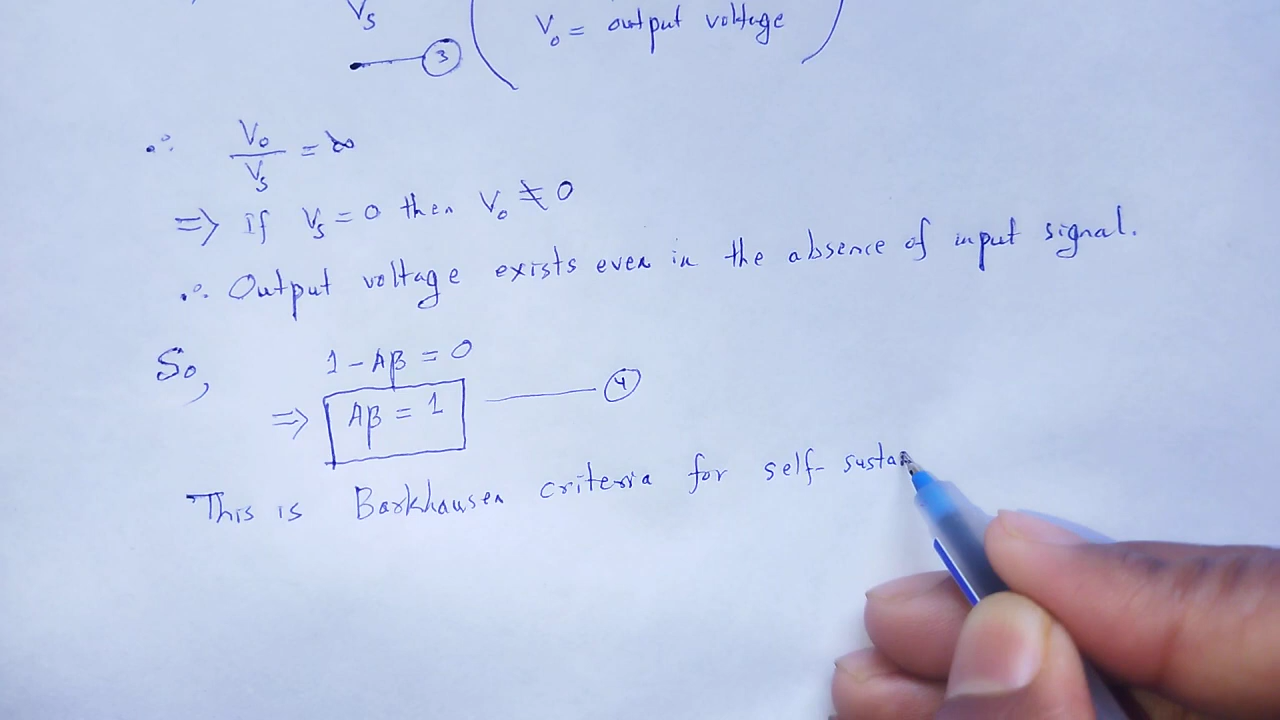 Vs
③
V₀ = output voltage
∴ V₀/Vs = ∞
⇒ If Vs = 0 then V₀ ≠ 0
∴ Output voltage exists even in the absence of input signal.
So, 1 - Aβ = 0
⇒ Aβ = 1 ④
This is Barkhausen criteria for self- sustai